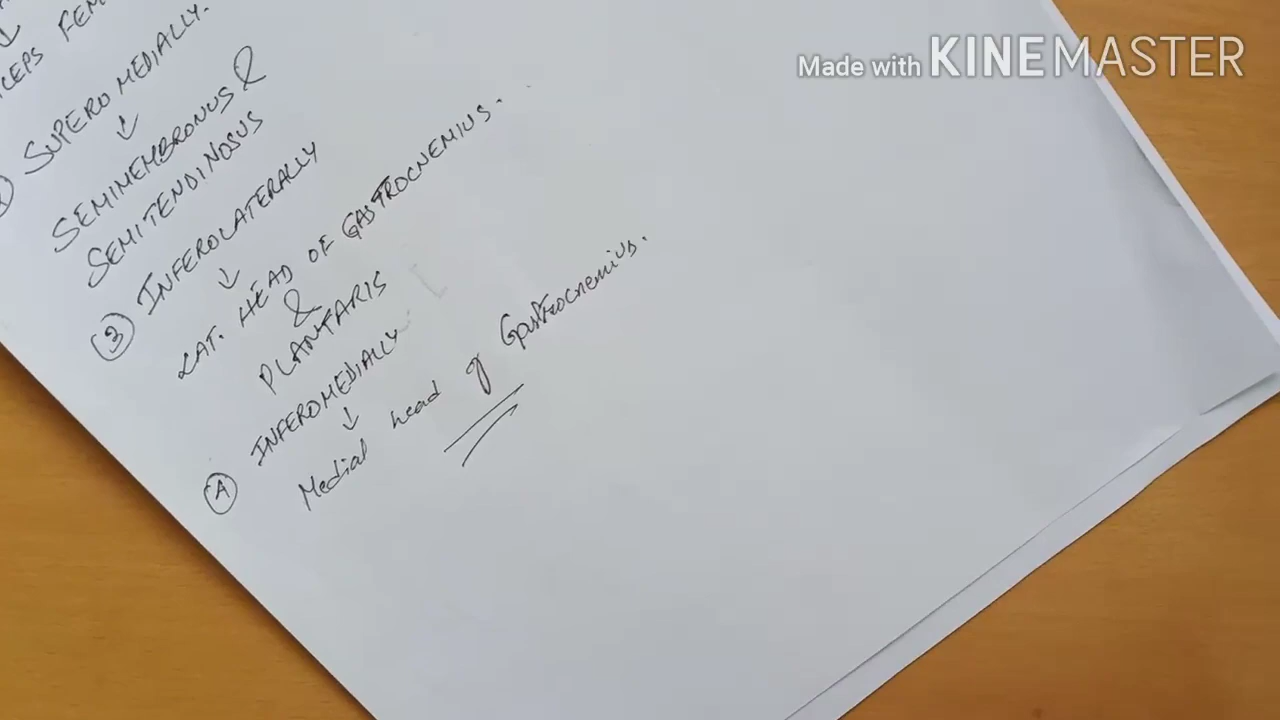 Made with KINEMASTER
ICEPS FEM
SUPERO MEDIALLY.
↓
SEMIMEMBRONUS &
SEMITENDINOSUS
③ INFEROLATERALLY
↓
LAT. HEAD OF GASTROCNEMIUS.
&
PLANTARIS
④ INFEROMEDIALLY
↓
Medial head of Gastrocnemius.